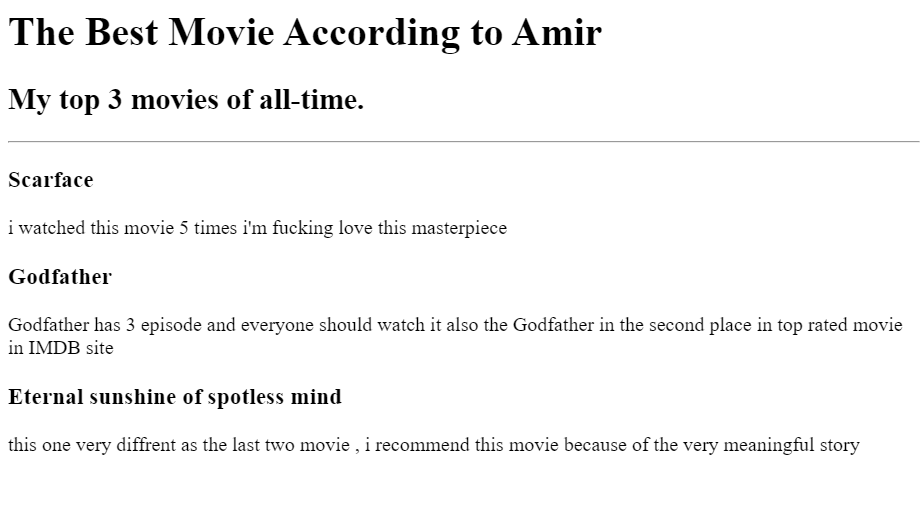 The Best Movie According to Amir
My top 3 movies of all-time.
Scarface
i watched this movie 5 times i'm fucking love this masterpiece
Godfather
Godfather has 3 episode and everyone should watch it also the Godfather in the second place in top rated movie
in IMDB site
Eternal sunshine of spotless mind
this one very diffrent as the last two movie , i recommend this movie because of the very meaningful story